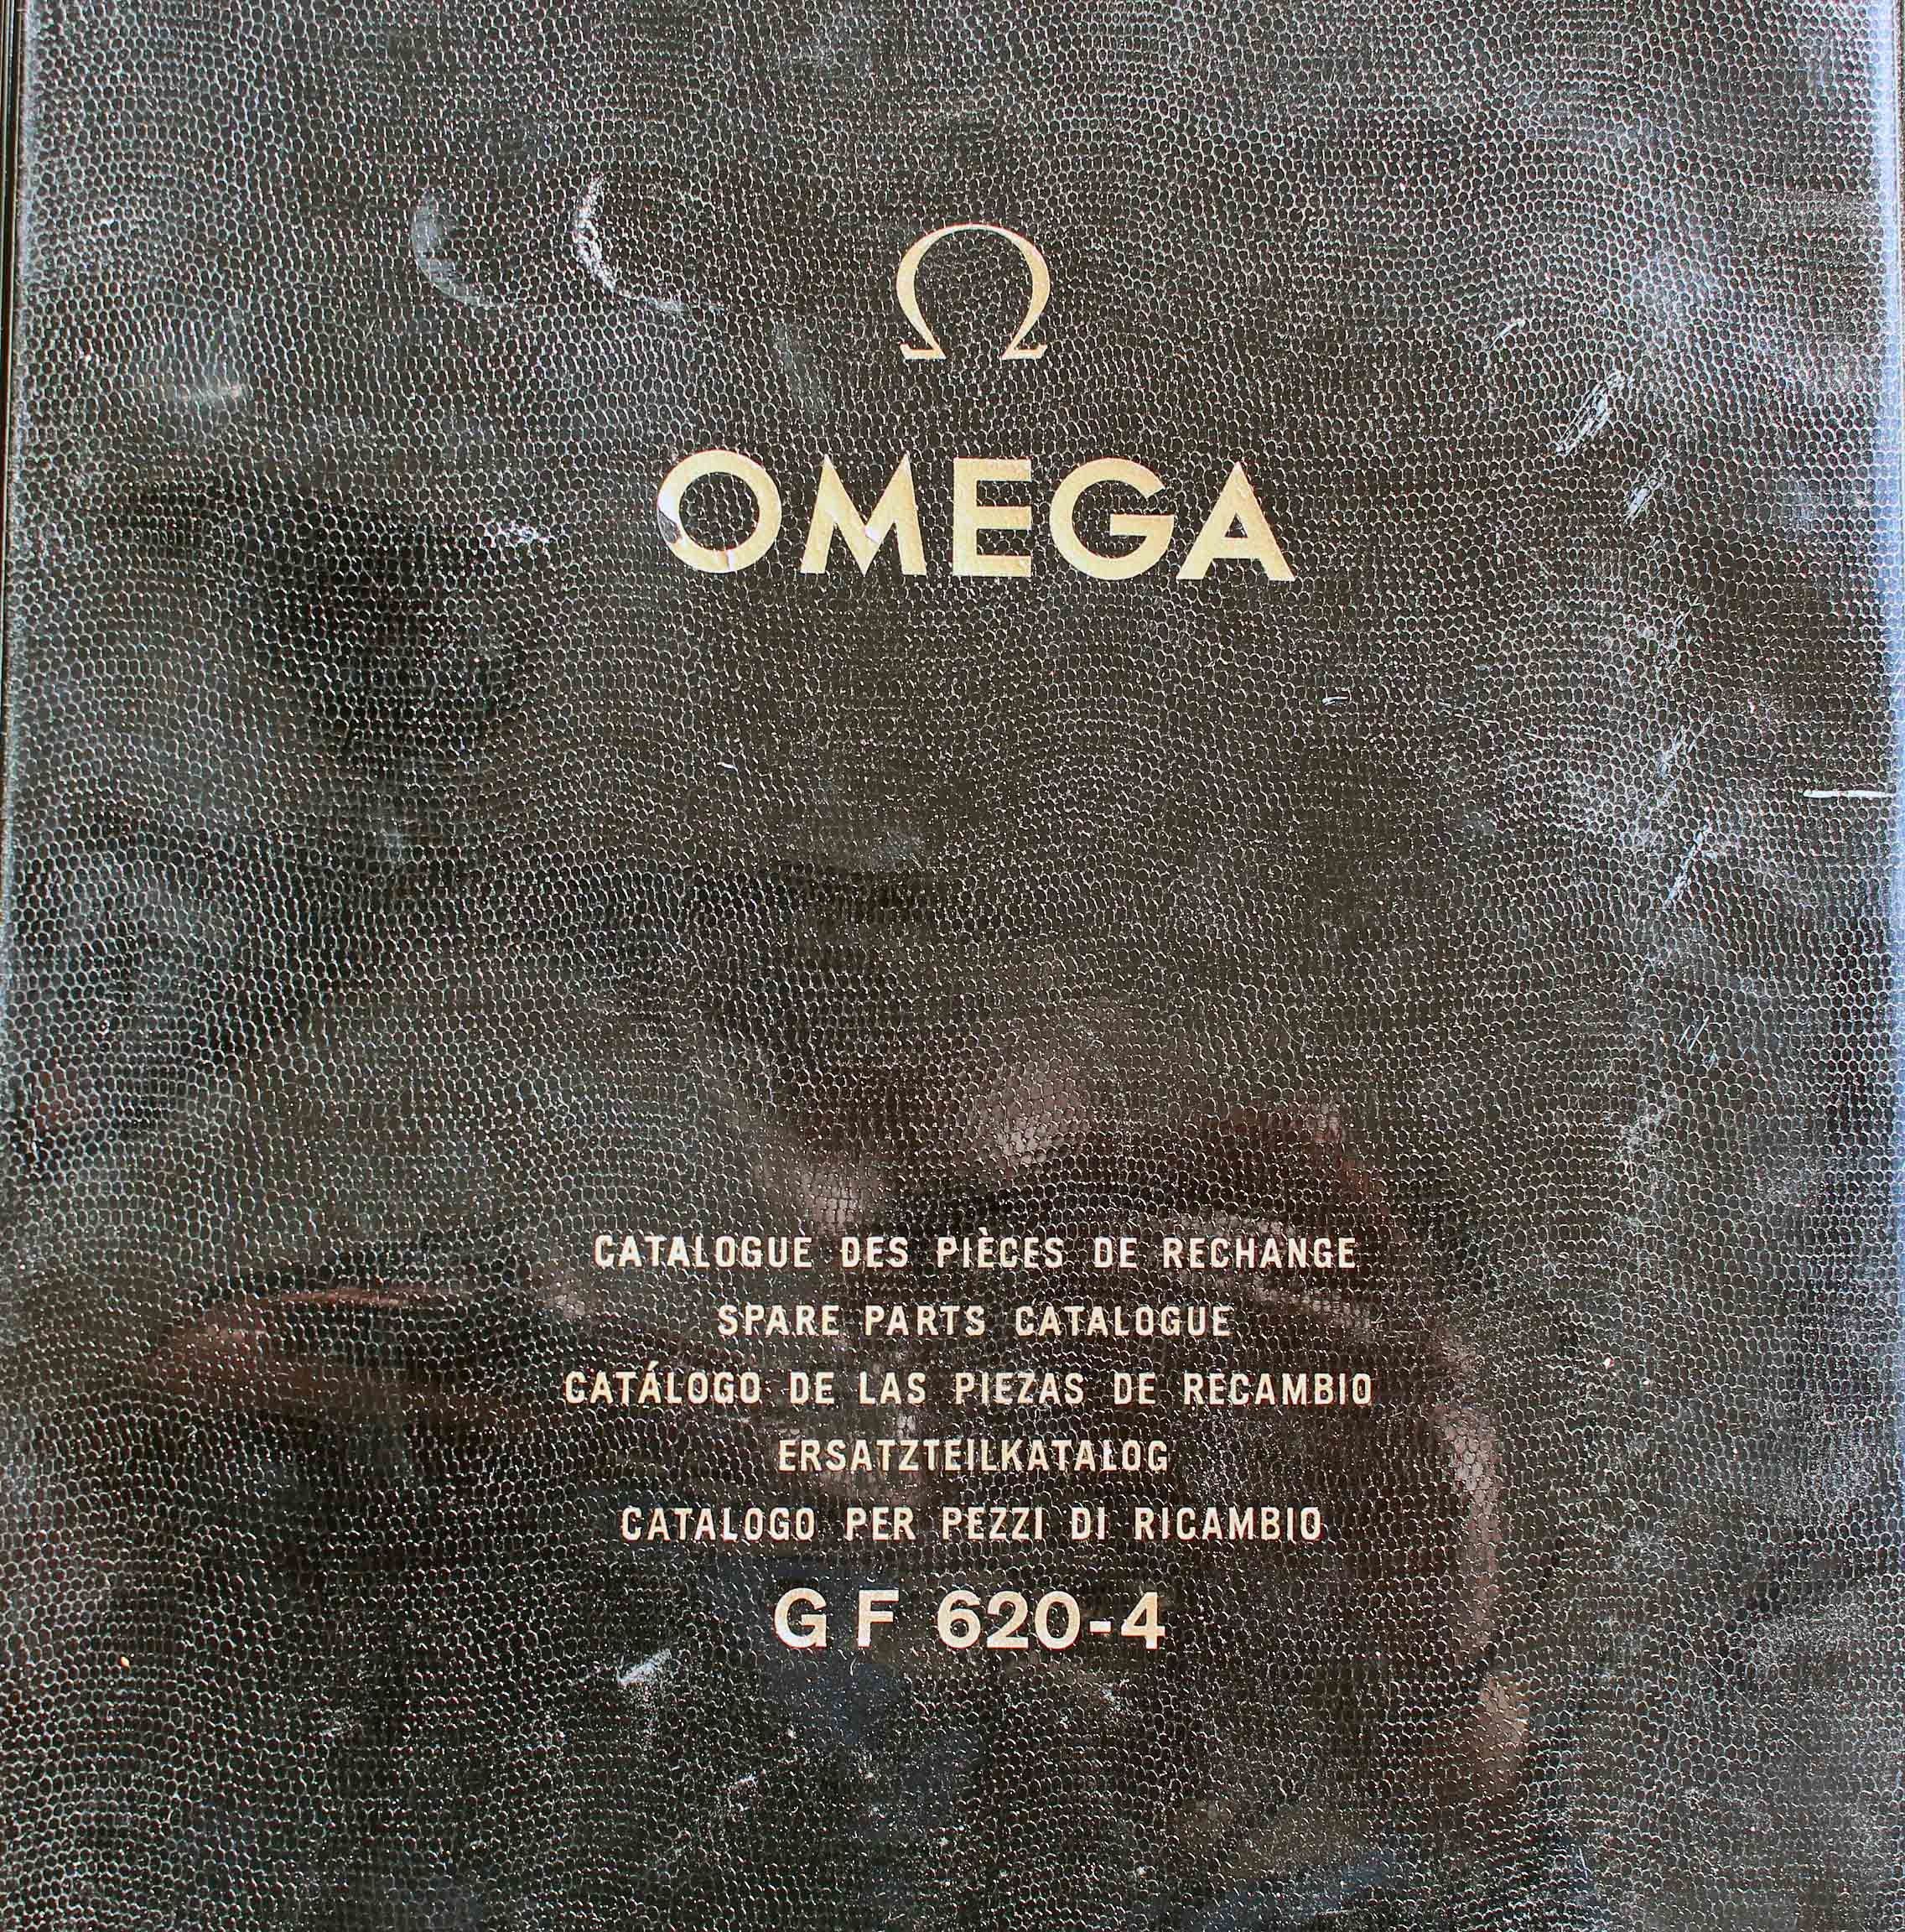 Ω
OMEGA
CATALOGUE DES PIÈCES DE RECHANGE
SPARE PARTS CATALOGUE
CATÁLOGO DE LAS PIEZAS DE RECAMBIO
ERSATZTEILKATALOG
CATALOGO PER PEZZI DI RICAMBIO
GF 620-4